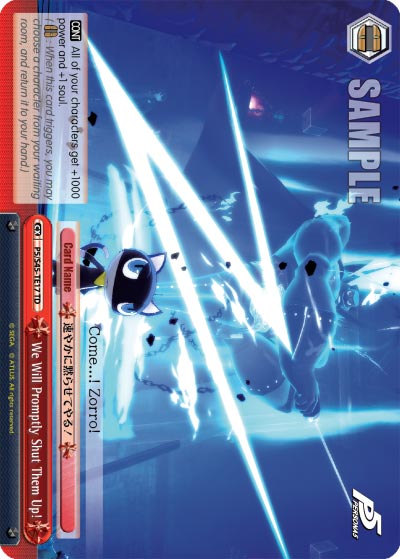 SAMPLE
CONT All of your characters get +1000
power and +1 soul.
( : When this card triggers, you may
choose a character from your waiting
room, and return it to your hand.)
Come...! Zorro!
Card Name
速やかに黙らせてやる!
CX P5/S45-TE17 TD
We Will Promptly Shut Them Up!
© SEGA © ATLUS. All rights reserved.
P5
PERSONA5